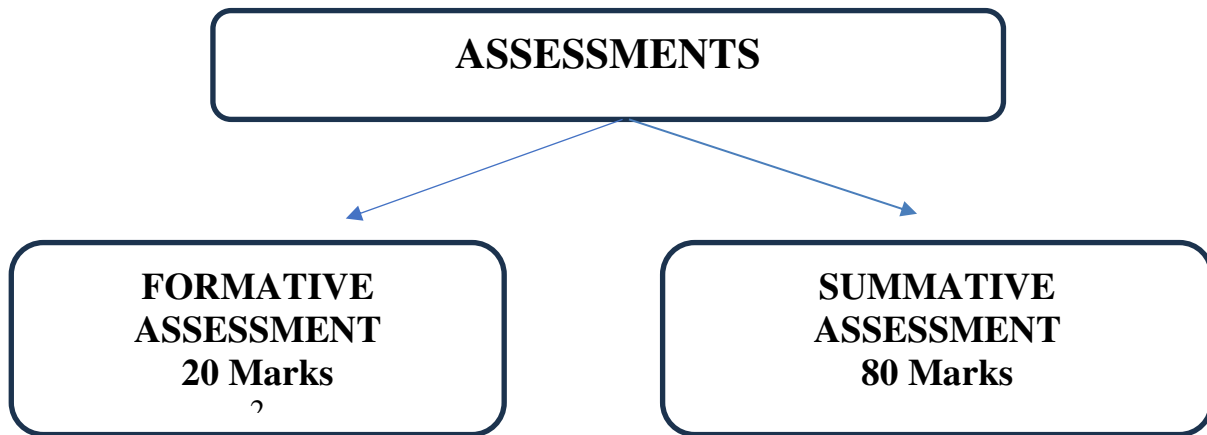 ASSESSMENTS
FORMATIVE
ASSESSMENT
20 Marks
SUMMATIVE
ASSESSMENT
80 Marks